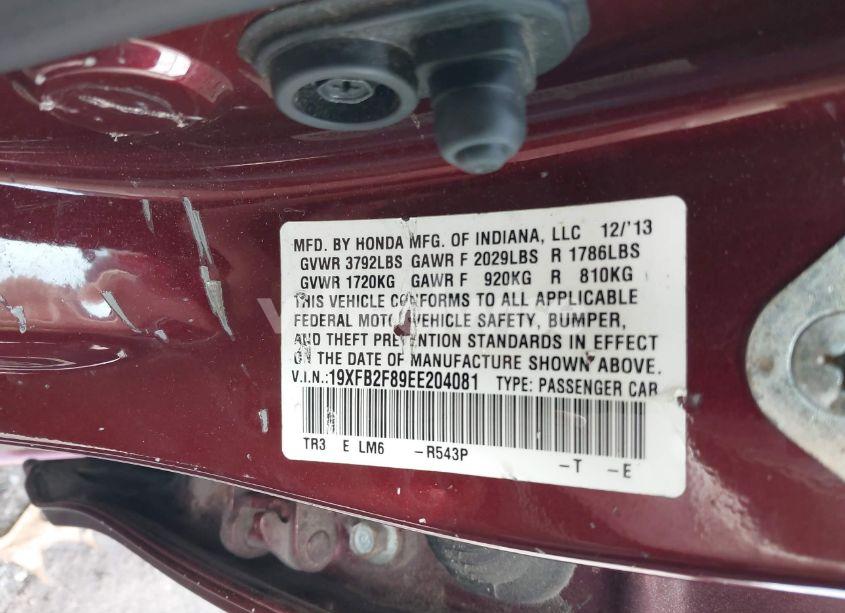 MFD. BY HONDA MFG. OF INDIANA, LLC 12/'13
GVWR 3792LBS GAWR F 2029LBS R 1786LBS
GVWR 1720KG GAWR F 920KG R 810KG
THIS VEHICLE CONFORMS TO ALL APPLICABLE
FEDERAL MOTOR VEHICLE SAFETY, BUMPER,
AND THEFT PREVENTION STANDARDS IN EFFECT
ON THE DATE OF MANUFACTURE SHOWN ABOVE.
V.I.N.:19XFB2F89EE204081 TYPE: PASSENGER CAR
TR3 E LM6 -R543P -T -E